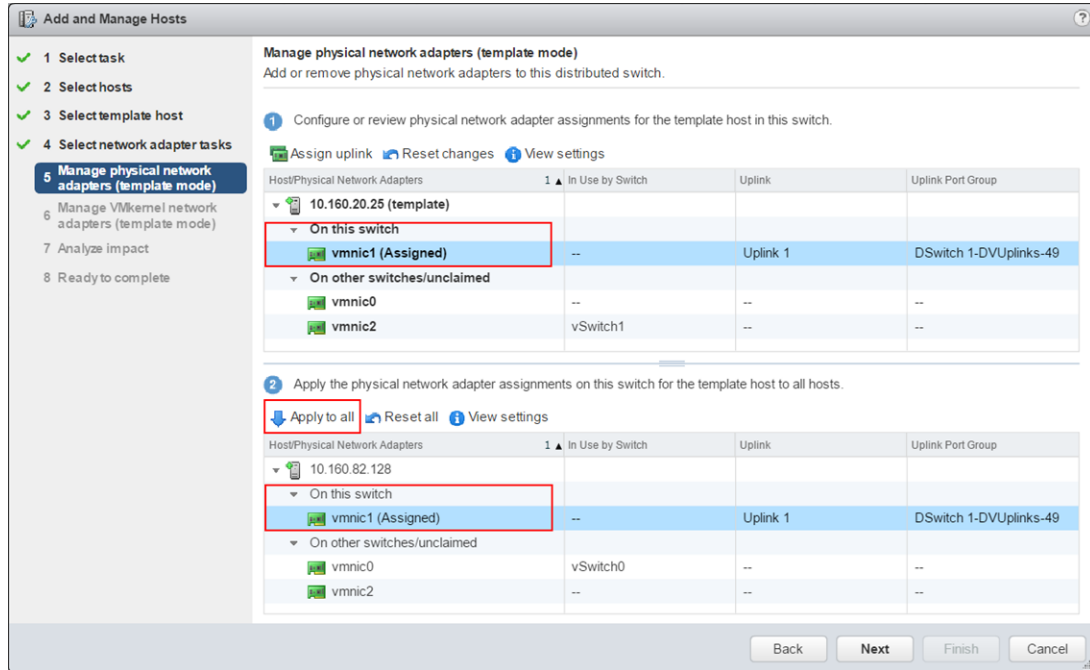 Add and Manage Hosts
?
1 Select task
2 Select hosts
3 Select template host
4 Select network adapter tasks
5 Manage physical network
adapters (template mode)
6 Manage VMkernel network
adapters (template mode)
7 Analyze impact
8 Ready to complete
Manage physical network adapters (template mode)
Add or remove physical network adapters to this distributed switch.
1 Configure or review physical network adapter assignments for the template host in this switch.
Assign uplink Reset changes View settings
Host/Physical Network Adapters 1 ▲ In Use by Switch Uplink Uplink Port Group
10.160.20.25 (template)
On this switch
vmnic1 (Assigned) -- Uplink 1 DSwitch 1-DVUplinks-49
On other switches/unclaimed
vmnic0 -- -- --
vmnic2 vSwitch1 -- --
2 Apply the physical network adapter assignments on this switch for the template host to all hosts.
Apply to all Reset all View settings
Host/Physical Network Adapters 1 ▲ In Use by Switch Uplink Uplink Port Group
10.160.82.128
On this switch
vmnic1 (Assigned) -- Uplink 1 DSwitch 1-DVUplinks-49
On other switches/unclaimed
vmnic0 vSwitch0 -- --
vmnic2 -- -- --
Back Next Finish Cancel